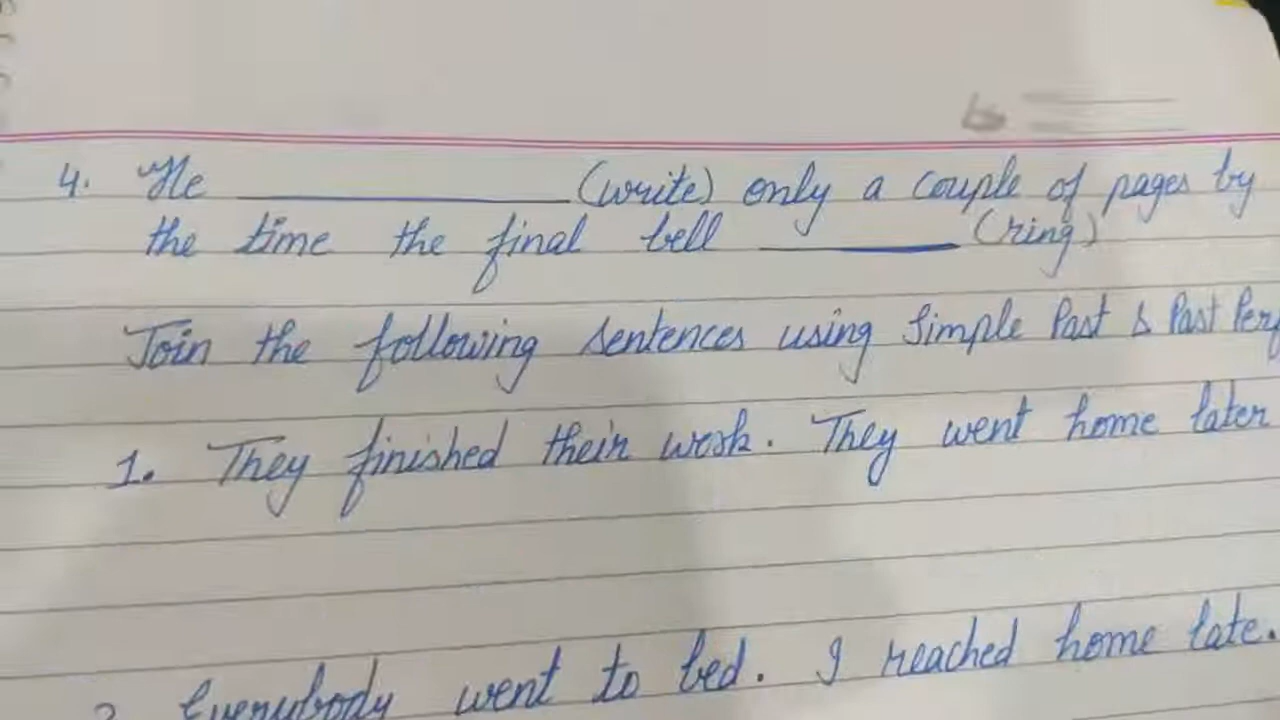 4. He __________ (write) only a couple of pages by
the time the final bell ________ (ring)
Join the following sentences using Simple Past & Past
1. They finished their work. They went home later
Everybody went to bed. I reached home late.